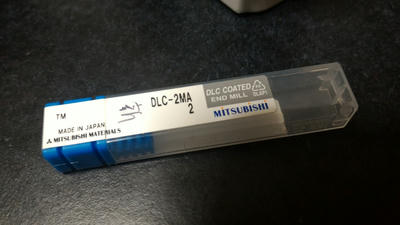 TM
MADE IN JAPAN
MITSUBISHI MATERIALS
DLC-2MA
2
DLC COATED
END MILL
MITSUBISHI